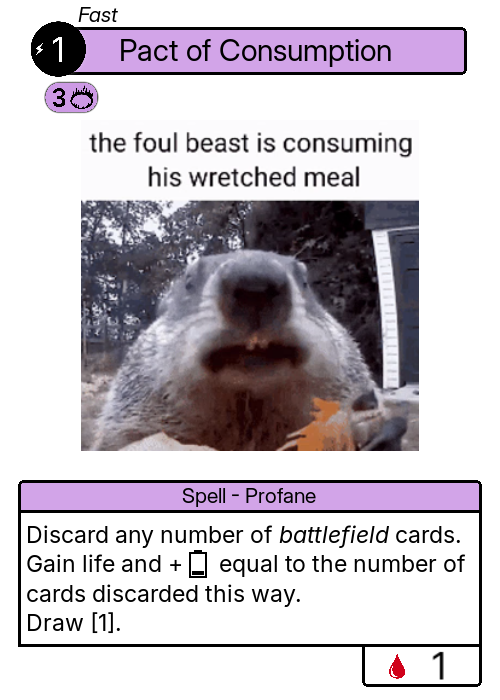 Fast
1 Pact of Consumption
3
the foul beast is consuming
his wretched meal
Spell - Profane
Discard any number of battlefield cards.
Gain life and + equal to the number of
cards discarded this way.
Draw [1].
1